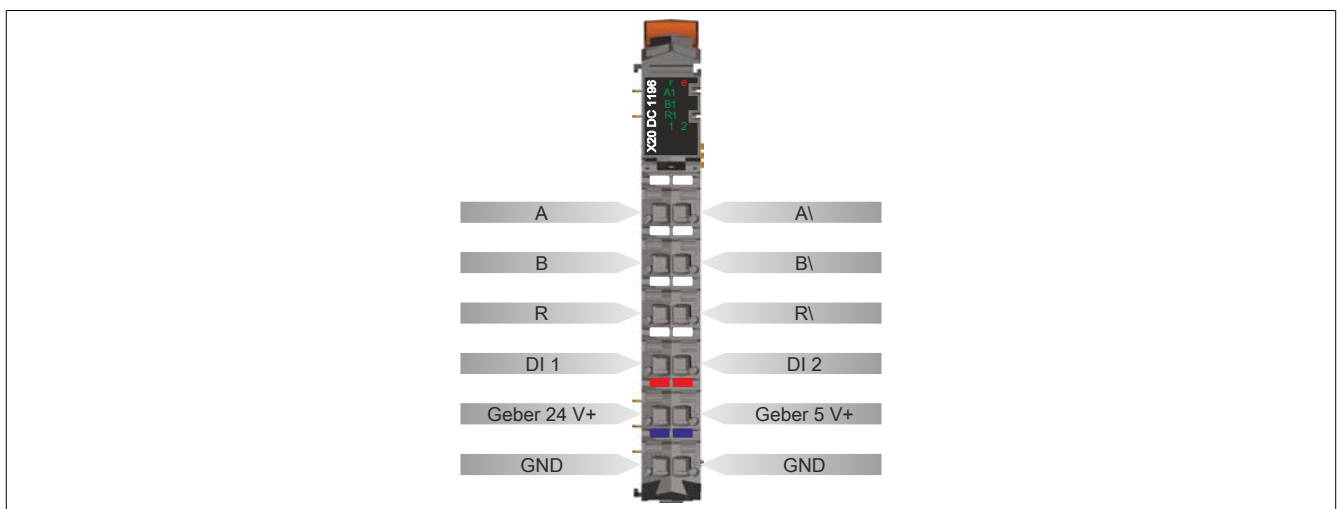 X20 DC 1196
r e
A1
B1
R1
1 2
A A\
B B\
R R\
DI 1 DI 2
Geber 24 V+ Geber 5 V+
GND GND